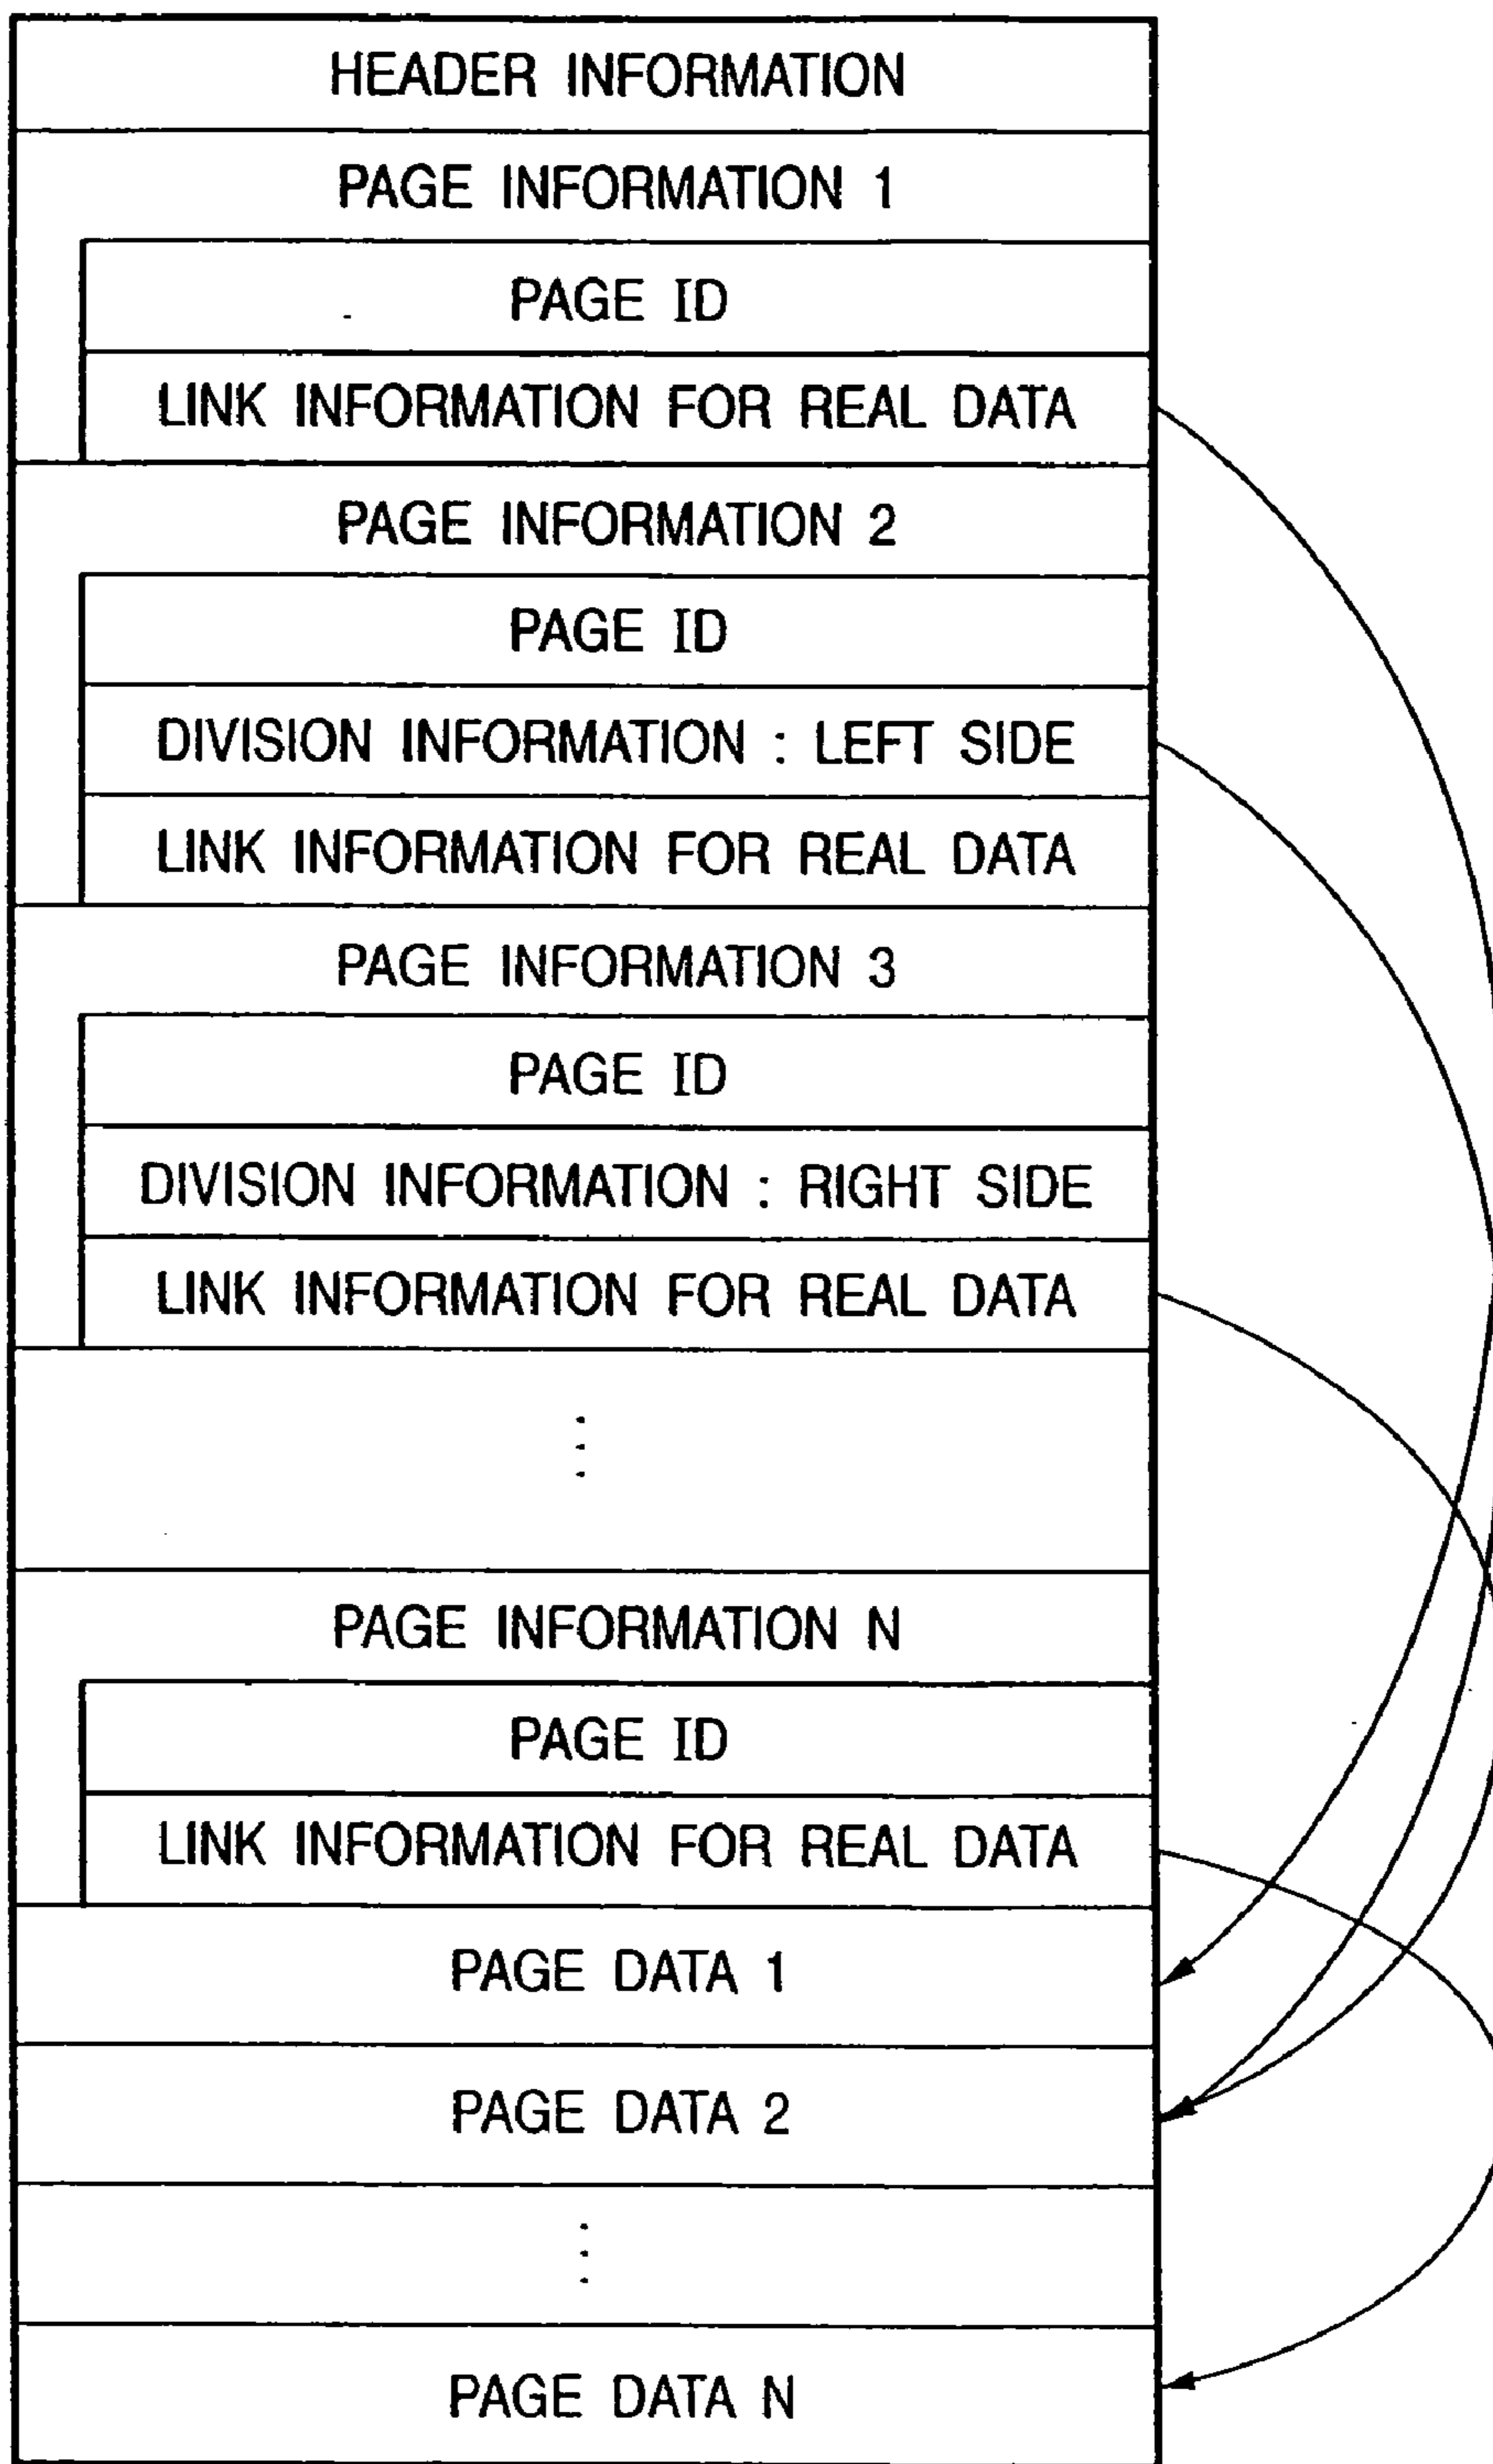 HEADER INFORMATION
PAGE INFORMATION 1
PAGE ID
LINK INFORMATION FOR REAL DATA
PAGE INFORMATION 2
PAGE ID
DIVISION INFORMATION : LEFT SIDE
LINK INFORMATION FOR REAL DATA
PAGE INFORMATION 3
PAGE ID
DIVISION INFORMATION : RIGHT SIDE
LINK INFORMATION FOR REAL DATA
⋮
PAGE INFORMATION N
PAGE ID
LINK INFORMATION FOR REAL DATA
PAGE DATA 1
PAGE DATA 2
⋮
PAGE DATA N